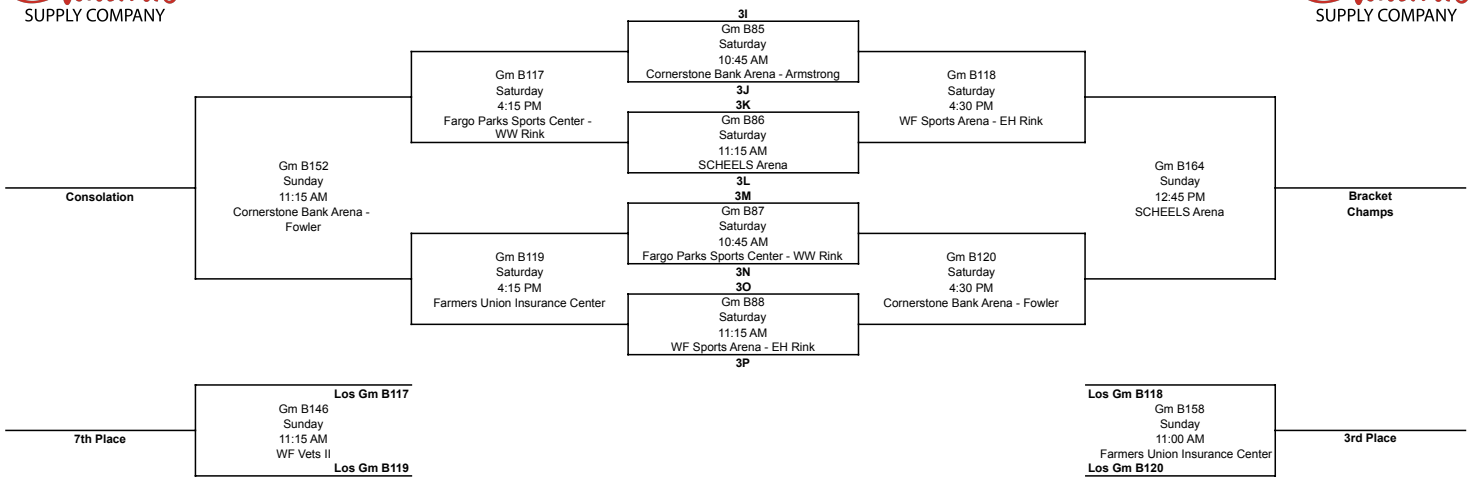 SUPPLY COMPANY
SUPPLY COMPANY
3I
Gm B85
Saturday
10:45 AM
Cornerstone Bank Arena - Armstrong
3J
3K
Gm B86
Saturday
11:15 AM
SCHEELS Arena
3L
3M
Gm B87
Saturday
10:45 AM
Fargo Parks Sports Center - WW Rink
3N
3O
Gm B88
Saturday
11:15 AM
WF Sports Arena - EH Rink
3P
Gm B117
Saturday
4:15 PM
Fargo Parks Sports Center -
WW Rink
Gm B118
Saturday
4:30 PM
WF Sports Arena - EH Rink
Gm B152
Sunday
11:15 AM
Cornerstone Bank Arena -
Fowler
Consolation
Gm B164
Sunday
12:45 PM
SCHEELS Arena
Bracket
Champs
Gm B119
Saturday
4:15 PM
Farmers Union Insurance Center
Gm B120
Saturday
4:30 PM
Cornerstone Bank Arena - Fowler
Los Gm B117
Gm B146
Sunday
11:15 AM
WF Vets II
Los Gm B119
7th Place
Los Gm B118
Gm B158
Sunday
11:00 AM
Farmers Union Insurance Center
Los Gm B120
3rd Place